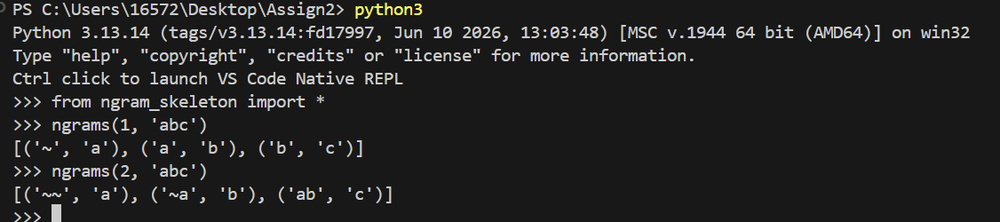 PS C:\Users\16572\Desktop\Assign2> python3
Python 3.13.14 (tags/v3.13.14:fd17997, Jun 10 2026, 13:03:48) [MSC v.1944 64 bit (AMD64)] on win32
Type "help", "copyright", "credits" or "license" for more information.
Ctrl click to launch VS Code Native REPL
>>> from ngram_skeleton import *
>>> ngrams(1, 'abc')
[('~', 'a'), ('a', 'b'), ('b', 'c')]
>>> ngrams(2, 'abc')
[('~~', 'a'), ('~a', 'b'), ('ab', 'c')]
>>>